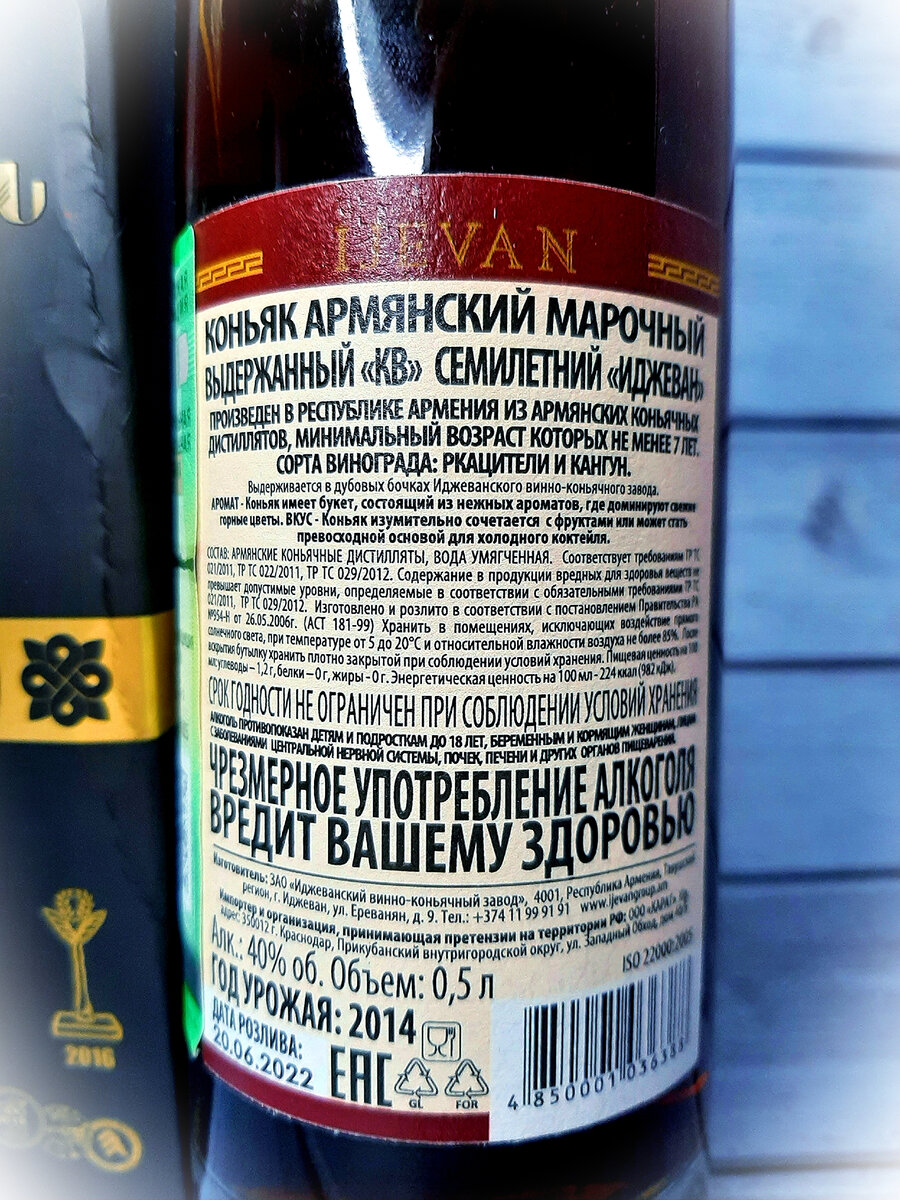 IJEVAN
КОНЬЯК АРМЯНСКИЙ МАРОЧНЫЙ
ВЫДЕРЖАННЫЙ «КВ» СЕМИЛЕТНИЙ «ИДЖЕВАН»
ПРОИЗВЕДЕН В РЕСПУБЛИКЕ АРМЕНИЯ ИЗ АРМЯНСКИХ КОНЬЯЧНЫХ
ДИСТИЛЛЯТОВ, МИНИМАЛЬНЫЙ ВОЗРАСТ КОТОРЫХ НЕ МЕНЕЕ 7 ЛЕТ.
СОРТА ВИНОГРАДА: РКАЦИТЕЛИ И КАНГУН.
Выдерживается в дубовых бочках Иджеванского винно-коньячного завода.
АРОМАТ - Коньяк имеет букет, состоящий из нежных ароматов, где доминируют свежие
горные цветы. ВКУС - Коньяк изумительно сочетается с фруктами или может стать
превосходной основой для холодного коктейля.
СОСТАВ: АРМЯНСКИЕ КОНЬЯЧНЫЕ ДИСТИЛЛЯТЫ, ВОДА УМЯГЧЕННАЯ. Соответствует требованиям ТР ТС
021/2011, ТР ТС 022/2011, ТР ТС 029/2012. Содержание в продукции вредных для здоровья веществ не
превышает допустимые уровни, определяемые в соответствии с обязательными требованиями ТР ТС
021/2011, ТР ТС 029/2012. Изготовлено и розлито в соответствии с постановлением Правительства РА
№954-Н от 26.05.2006г. (АСТ 181-99) Хранить в помещениях, исключающих воздействие прямого
солнечного света, при температуре от 5 до 20°С и относительной влажности воздуха не более 85%. После
вскрытия бутылку хранить плотно закрытой при соблюдении условий хранения. Пищевая ценность на 100
мл: углеводы – 1,2 г, белки – 0 г, жиры - 0 г. Энергетическая ценность на 100 мл - 224 ккал (982 кДж).
СРОК ГОДНОСТИ НЕ ОГРАНИЧЕН ПРИ СОБЛЮДЕНИИ УСЛОВИЙ ХРАНЕНИЯ
АЛКОГОЛЬ ПРОТИВОПОКАЗАН ДЕТЯМ И ПОДРОСТКАМ ДО 18 ЛЕТ, БЕРЕМЕННЫМ И КОРМЯЩИМ ЖЕНЩИНАМ, ЛИЦАМ
С ЗАБОЛЕВАНИЯМИ ЦЕНТРАЛЬНОЙ НЕРВНОЙ СИСТЕМЫ, ПОЧЕК, ПЕЧЕНИ И ДРУГИХ ОРГАНОВ ПИЩЕВАРЕНИЯ.
ЧРЕЗМЕРНОЕ УПОТРЕБЛЕНИЕ АЛКОГОЛЯ
ВРЕДИТ ВАШЕМУ ЗДОРОВЬЮ
Изготовитель: ЗАО «Иджеванский винно-коньячный завод», 4001, Республика Армения, Тавушский
регион, г. Иджеван, ул. Ереванян, д. 9. Тел.: +374 11 99 91 91 www.ijevangroup.am
Импортер и организация, принимающая претензии на территории РФ: ООО
Адрес: 350012 г. Краснодар, Прикубанский внутригородской округ, ул. Западный Обход,
ISO 22000:2005
Алк.: 40% об. Объем: 0,5 л
ГОД УРОЖАЯ: 2014
ДАТА РОЗЛИВА:
20.06.2022
EAC
GL
FOR
4 850001 036385
2016